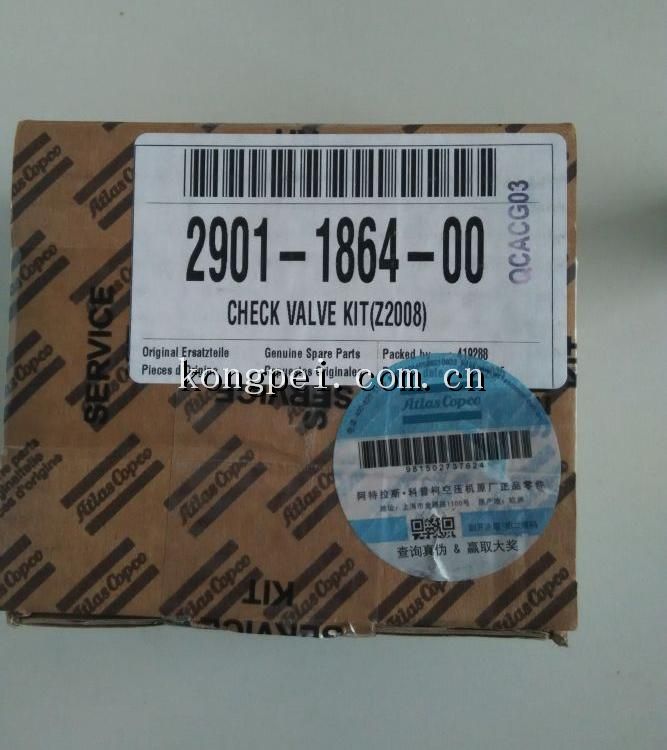 Atlas Copco
SERVICE
QCACG03
2901-1864-00
CHECK VALVE KIT(Z2008)
Original Ersatzteile
Genuine Spare Parts
Packed by 419288
Pieces d'origine
kongpei.com.cn
Atlas Copco
981502737624
阿特拉斯·科普柯空压机原厂正品零件
查询真伪 & 赢取大奖
Atlas Copco
Atlas Copco
Atlas Copco
KIT
SERVICE